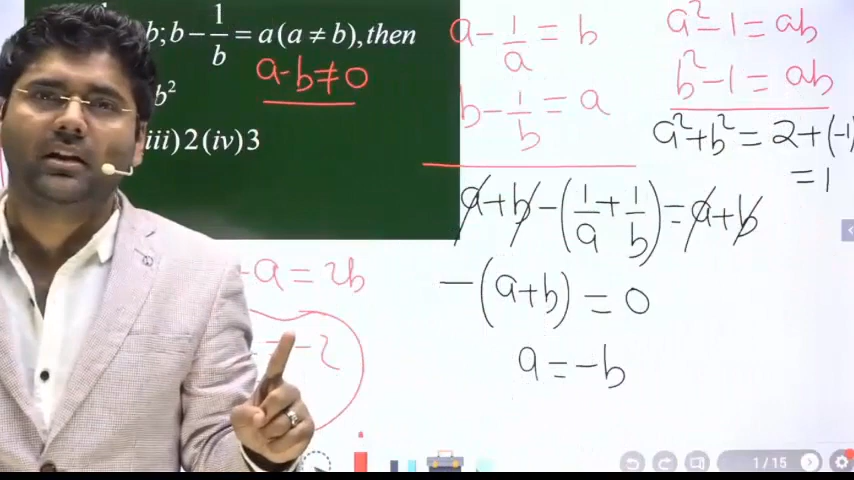 b; b - 1/b = a(a ≠ b), then
a-b≠0
b²
iii) 2 (iv) 3
a - 1/a = b
b - 1/b = a
a²-1 = ab
b²-1 = ab
a²+b² = 2+(-1
= 1
a+b-(1/a + 1/b) = a+b
-(a+b) = 0
a = -b
-a = 2b
= -2
1/15